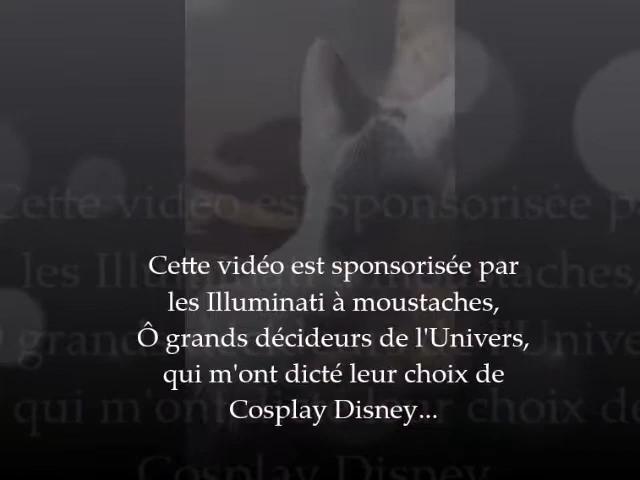 Cette vidéo est sponsorisée par
les Illuminati à moustaches,
Ô grands décideurs de l'Univers,
qui m'ont dicté leur choix de
Cosplay Disney...